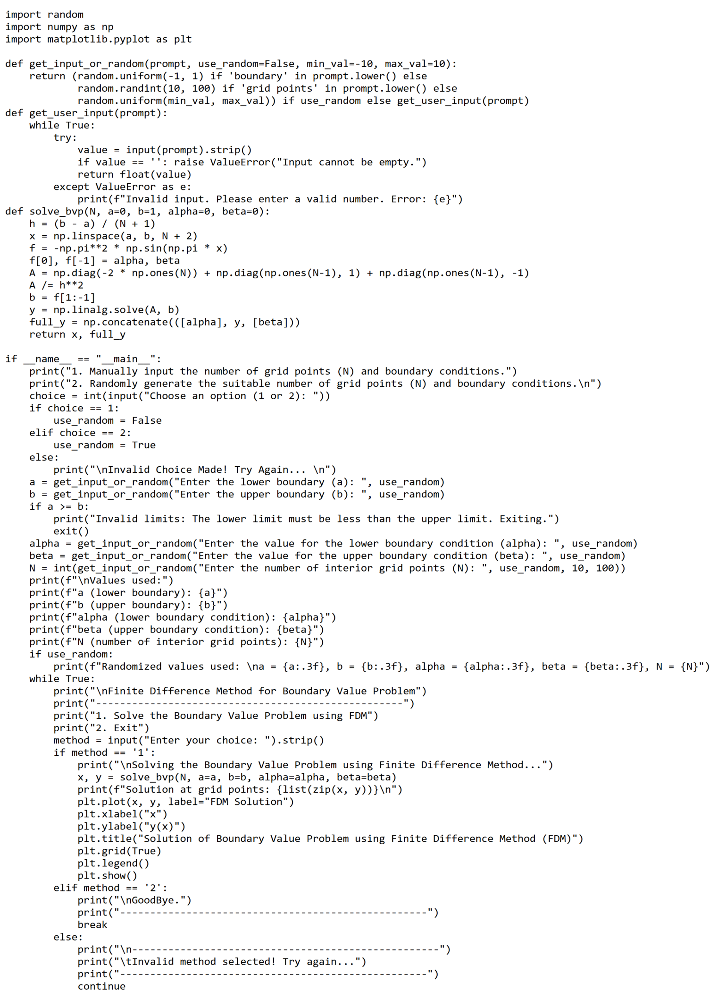 import random
import numpy as np
import matplotlib.pyplot as plt

def get_input_or_random(prompt, use_random=False, min_val=-10, max_val=10):
    return (random.uniform(-1, 1) if 'boundary' in prompt.lower() else
            random.randint(10, 100) if 'grid points' in prompt.lower() else
            random.uniform(min_val, max_val)) if use_random else get_user_input(prompt)
def get_user_input(prompt):
    while True:
        try:
            value = input(prompt).strip()
            if value == '': raise ValueError("Input cannot be empty.")
            return float(value)
        except ValueError as e:
            print(f"Invalid input. Please enter a valid number. Error: {e}")
def solve_bvp(N, a=0, b=1, alpha=0, beta=0):
    h = (b - a) / (N + 1)
    x = np.linspace(a, b, N + 2)
    f = -np.pi**2 * np.sin(np.pi * x)
    f[0], f[-1] = alpha, beta
    A = np.diag(-2 * np.ones(N)) + np.diag(np.ones(N-1), 1) + np.diag(np.ones(N-1), -1)
    A /= h**2
    b = f[1:-1]
    y = np.linalg.solve(A, b)
    full_y = np.concatenate(([alpha], y, [beta]))
    return x, full_y

if __name__ == "__main__":
    print("1. Manually input the number of grid points (N) and boundary conditions.")
    print("2. Randomly generate the suitable number of grid points (N) and boundary conditions.\n")
    choice = int(input("Choose an option (1 or 2): "))
    if choice == 1:
        use_random = False
    elif choice == 2:
        use_random = True
    else:
        print("\nInvalid Choice Made! Try Again... \n")
    a = get_input_or_random("Enter the lower boundary (a): ", use_random)
    b = get_input_or_random("Enter the upper boundary (b): ", use_random)
    if a >= b:
        print("Invalid limits: The lower limit must be less than the upper limit. Exiting.")
        exit()
    alpha = get_input_or_random("Enter the value for the lower boundary condition (alpha): ", use_random)
    beta = get_input_or_random("Enter the value for the upper boundary condition (beta): ", use_random)
    N = int(get_input_or_random("Enter the number of interior grid points (N): ", use_random, 10, 100))
    print(f"\nValues used:")
    print(f"a (lower boundary): {a}")
    print(f"b (upper boundary): {b}")
    print(f"alpha (lower boundary condition): {alpha}")
    print(f"beta (upper boundary condition): {beta}")
    print(f"N (number of interior grid points): {N}")
    if use_random:
        print(f"Randomized values used: \na = {a:.3f}, b = {b:.3f}, alpha = {alpha:.3f}, beta = {beta:.3f}, N = {N}")
    while True:
        print("\nFinite Difference Method for Boundary Value Problem")
        print("---------------------------------------------------")
        print("1. Solve the Boundary Value Problem using FDM")
        print("2. Exit")
        method = input("Enter your choice: ").strip()
        if method == '1':
            print("\nSolving the Boundary Value Problem using Finite Difference Method...")
            x, y = solve_bvp(N, a=a, b=b, alpha=alpha, beta=beta)
            print(f"Solution at grid points: {list(zip(x, y))}\n")
            plt.plot(x, y, label="FDM Solution")
            plt.xlabel("x")
            plt.ylabel("y(x)")
            plt.title("Solution of Boundary Value Problem using Finite Difference Method (FDM)")
            plt.grid(True)
            plt.legend()
            plt.show()
        elif method == '2':
            print("\nGoodBye.")
            print("---------------------------------------------------")
            break
        else:
            print("\n---------------------------------------------------")
            print("\tInvalid method selected! Try again...")
            print("---------------------------------------------------")
            continue